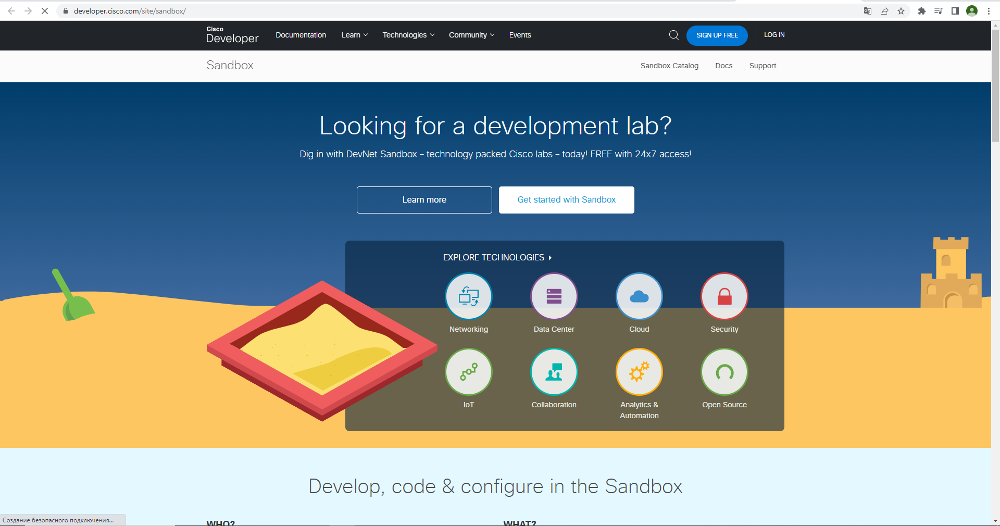 developer.cisco.com/site/sandbox/
Cisco
Developer
Documentation
Learn
Technologies
Community
Events
SIGN UP FREE
LOG IN
Sandbox
Sandbox Catalog
Docs
Support
Looking for a development lab?
Dig in with DevNet Sandbox – technology packed Cisco labs – today! FREE with 24x7 access!
Learn more
Get started with Sandbox
EXPLORE TECHNOLOGIES
Networking
Data Center
Cloud
Security
IoT
Collaboration
Analytics &
Automation
Open Source
Develop, code & configure in the Sandbox
WHO?
WHAT?
Создание безопасного подключения...